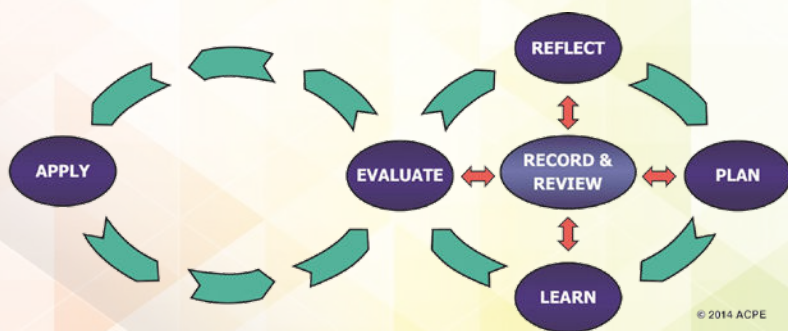 REFLECT
APPLY
EVALUATE
RECORD &
REVIEW
PLAN
LEARN
© 2014 ACPE